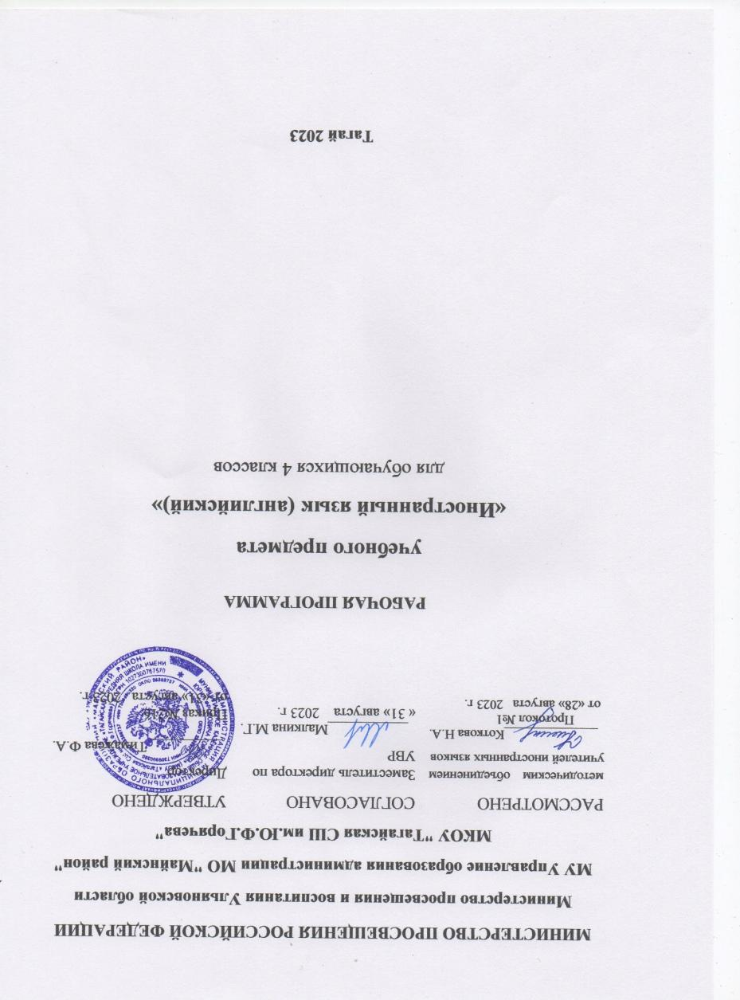 МИНИСТЕРСТВО ПРОСВЕЩЕНИЯ РОССИЙСКОЙ ФЕДЕРАЦИИ
Министерство просвещения и воспитания Ульяновской области
МУ Управление образования администрации МО "Майнский район"
МКОУ "Тагайская СШ им.Ю.Ф.Горячева"
РАССМОТРЕНО
методическим объединением
учителей иностранных языков
Коткова Н.А
Протокол №1
от «28» августа 2023 г.
СОГЛАСОВАНО
Заместитель директора по
УВР
Малкина М.Г.
« 31» августа 2023 г
УТВЕРЖДЕНО
Директор
Ф.А.
Приказ
от «31» августа 2023 г.
РАБОЧАЯ ПРОГРАММА
учебного предмета
«Иностранный язык (английский)»
для обучающихся 4 классов
Тагай 2023